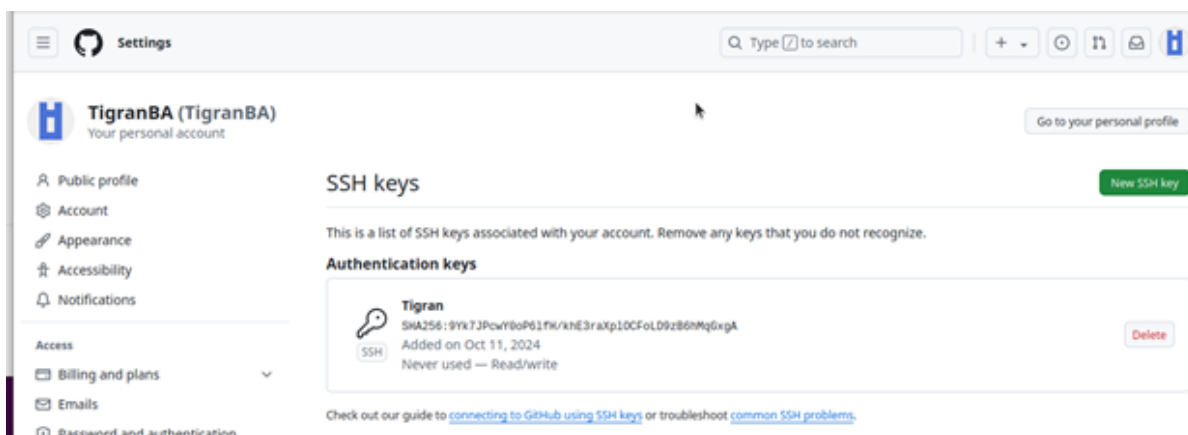 Settings
Type / to search
TigranBA (TigranBA)
Your personal account
Go to your personal profile
Public profile
Account
Appearance
Accessibility
Notifications
Access
Billing and plans
Emails
Password and authentication
SSH keys
New SSH key
This is a list of SSH keys associated with your account. Remove any keys that you do not recognize.
Authentication keys
Tigran
SSH
Added on Oct 11, 2024
Never used — Read/write
Delete
Check out our guide to connecting to GitHub using SSH keys or troubleshoot common SSH problems.